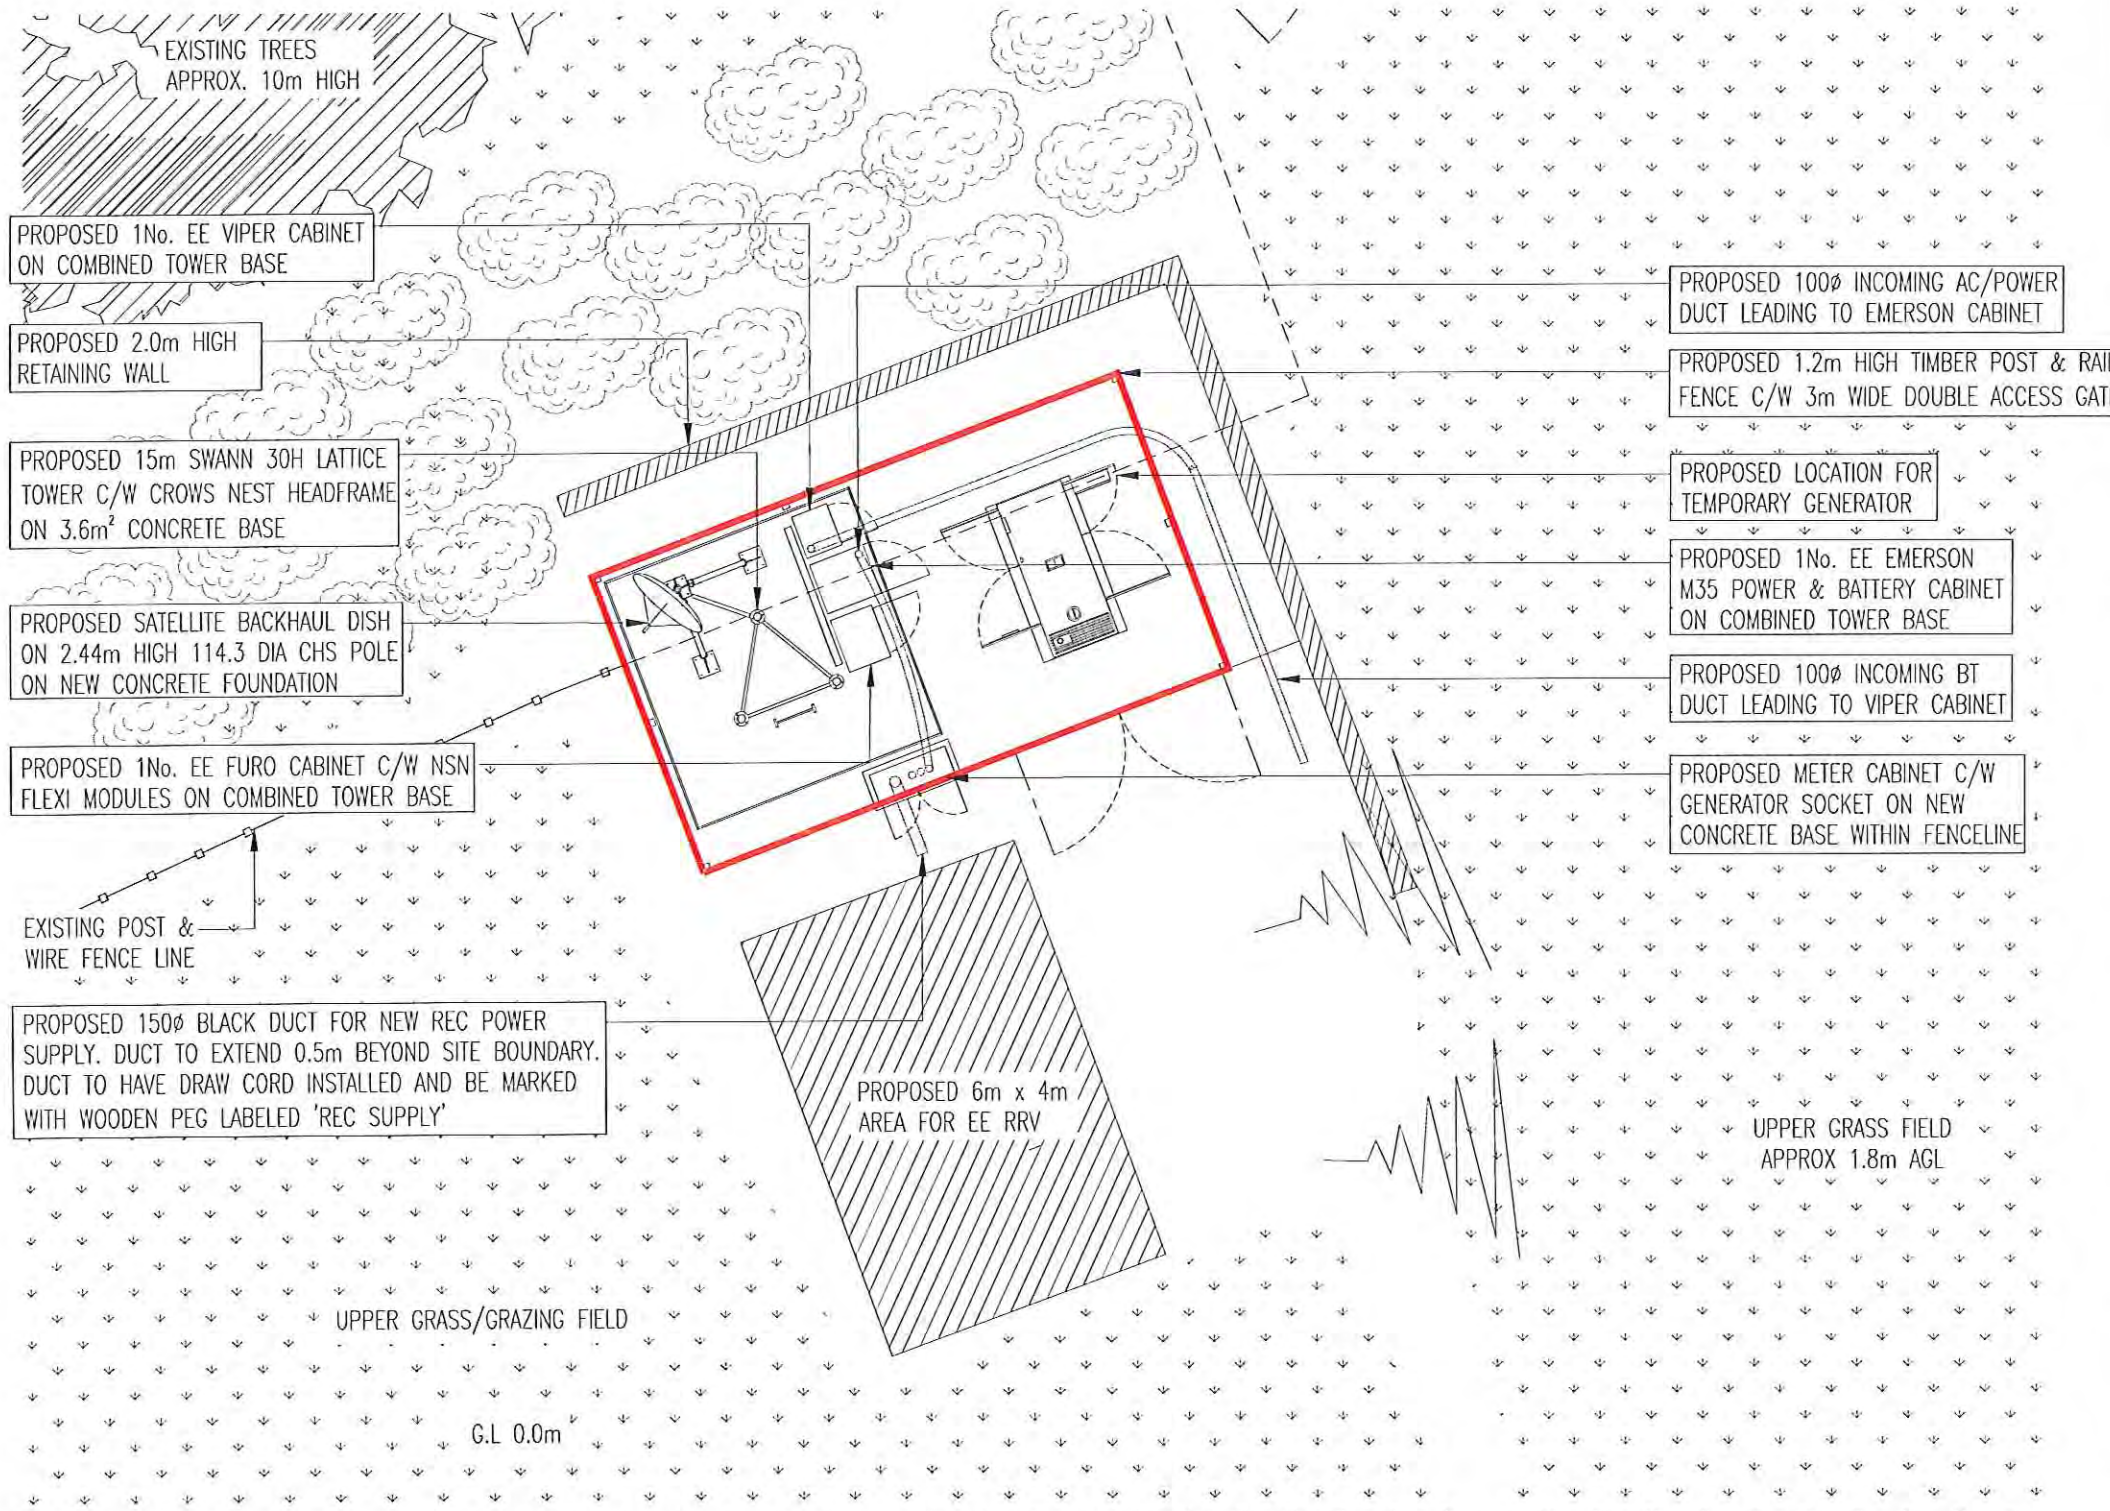 EXISTING TREES
APPROX. 10m HIGH
PROPOSED 1No. EE VIPER CABINET
ON COMBINED TOWER BASE
PROPOSED 2.0m HIGH
RETAINING WALL
PROPOSED 15m SWANN 30H LATTICE
TOWER C/W CROWS NEST HEADFRAME
ON 3.6m² CONCRETE BASE
PROPOSED SATELLITE BACKHAUL DISH
ON 2.44m HIGH 114.3 DIA CHS POLE
ON NEW CONCRETE FOUNDATION
PROPOSED 1No. EE FURO CABINET C/W NSN
FLEXI MODULES ON COMBINED TOWER BASE
EXISTING POST &
WIRE FENCE LINE
PROPOSED 150ø BLACK DUCT FOR NEW REC POWER
SUPPLY. DUCT TO EXTEND 0.5m BEYOND SITE BOUNDARY.
DUCT TO HAVE DRAW CORD INSTALLED AND BE MARKED
WITH WOODEN PEG LABELED 'REC SUPPLY'
UPPER GRASS/GRAZING FIELD
G.L 0.0m
PROPOSED 6m x 4m
AREA FOR EE RRV
PROPOSED 100ø INCOMING AC/POWER
DUCT LEADING TO EMERSON CABINET
PROPOSED 1.2m HIGH TIMBER POST & RAI
FENCE C/W 3m WIDE DOUBLE ACCESS GAT
PROPOSED LOCATION FOR
TEMPORARY GENERATOR
PROPOSED 1No. EE EMERSON
M35 POWER & BATTERY CABINET
ON COMBINED TOWER BASE
PROPOSED 100ø INCOMING BT
DUCT LEADING TO VIPER CABINET
PROPOSED METER CABINET C/W
GENERATOR SOCKET ON NEW
CONCRETE BASE WITHIN FENCELINE
UPPER GRASS FIELD
APPROX 1.8m AGL